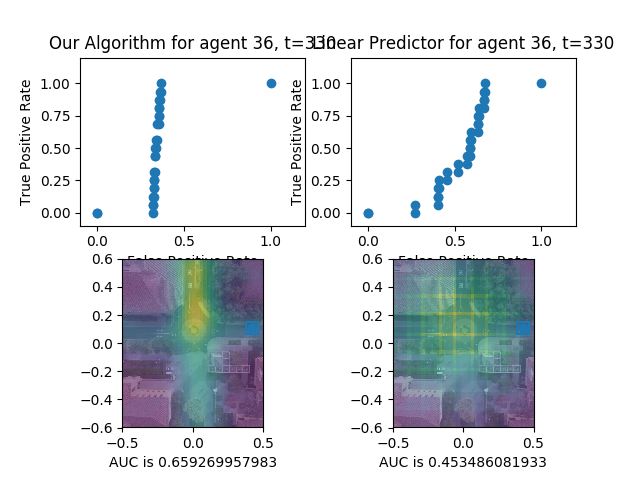 Our Algorithm for agent 36, t=330
Linear Predictor for agent 36, t=330
True Positive Rate
1.00
0.75
0.50
0.25
0.00
0.0 0.5 1.0
False Positive Rate
True Positive Rate
1.00
0.75
0.50
0.25
0.00
0.0 0.5 1.0
False Positive Rate
0.6
0.4
0.2
0.0
−0.2
−0.4
−0.6
−0.5 0.0 0.5
AUC is 0.659269957983
0.6
0.4
0.2
0.0
−0.2
−0.4
−0.6
−0.5 0.0 0.5
AUC is 0.453486081933